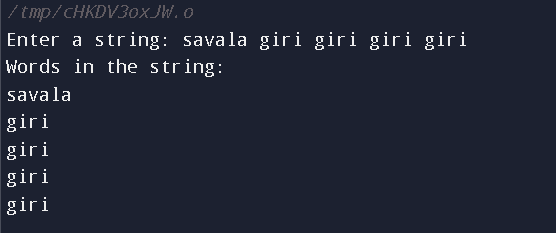 /tmp/cHKDV3oxJW.o
Enter a string: savala giri giri giri giri
Words in the string:
savala
giri
giri
giri
giri